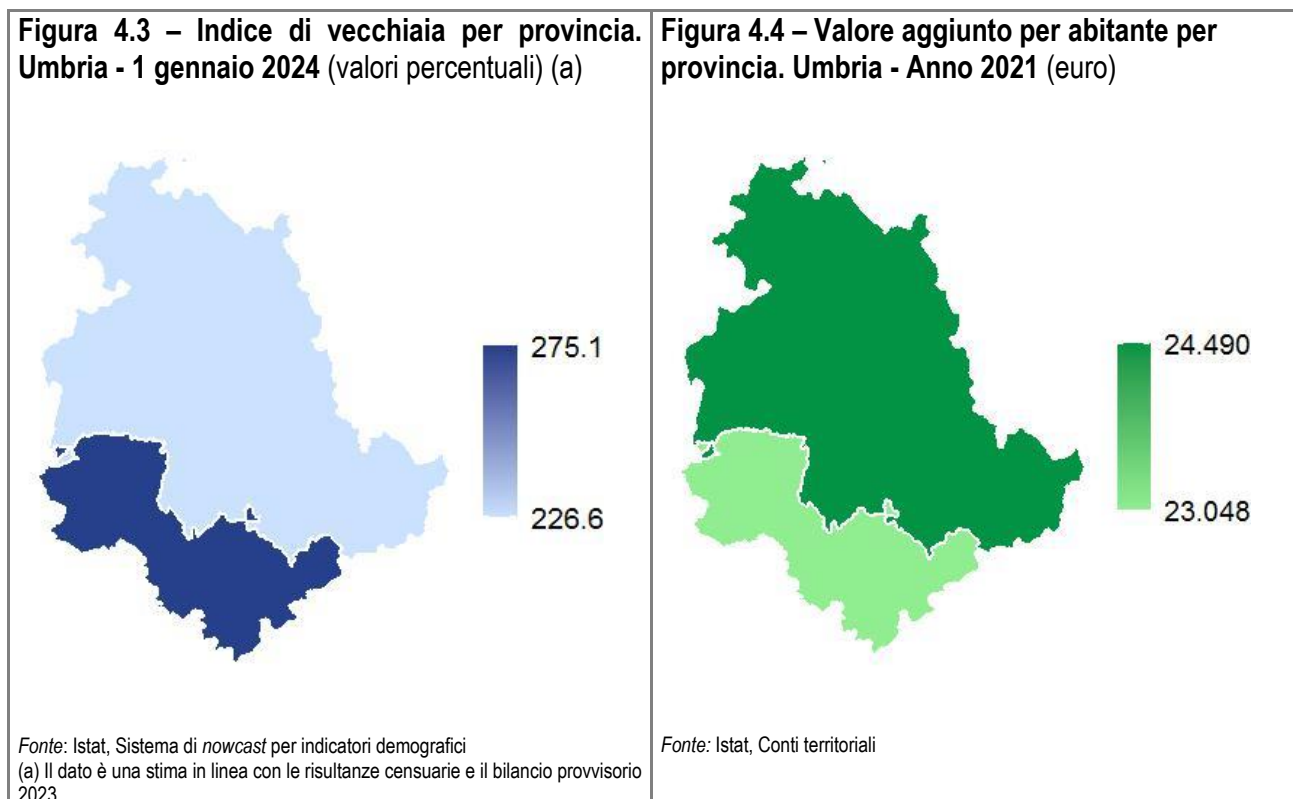 Figura 4.3 – Indice di vecchiaia per provincia.
Umbria - 1 gennaio 2024 (valori percentuali) (a)
275.1
226.6
Fonte: Istat, Sistema di nowcast per indicatori demografici
(a) Il dato è una stima in linea con le risultanze censuarie e il bilancio provvisorio
2023
Figura 4.4 – Valore aggiunto per abitante per
provincia. Umbria - Anno 2021 (euro)
24.490
23.048
Fonte: Istat, Conti territoriali